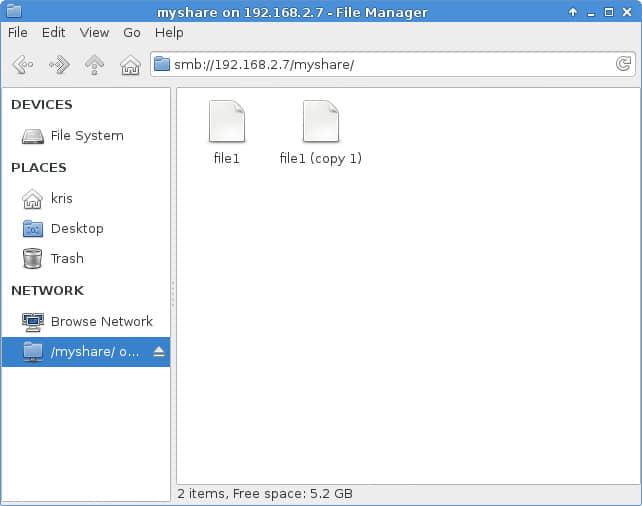 myshare on 192.168.2.7 - File Manager
File Edit View Go Help
smb://192.168.2.7/myshare/
DEVICES
File System
PLACES
kris
Desktop
Trash
NETWORK
Browse Network
/myshare/ o...
file1
file1 (copy 1)
2 items, Free space: 5.2 GB